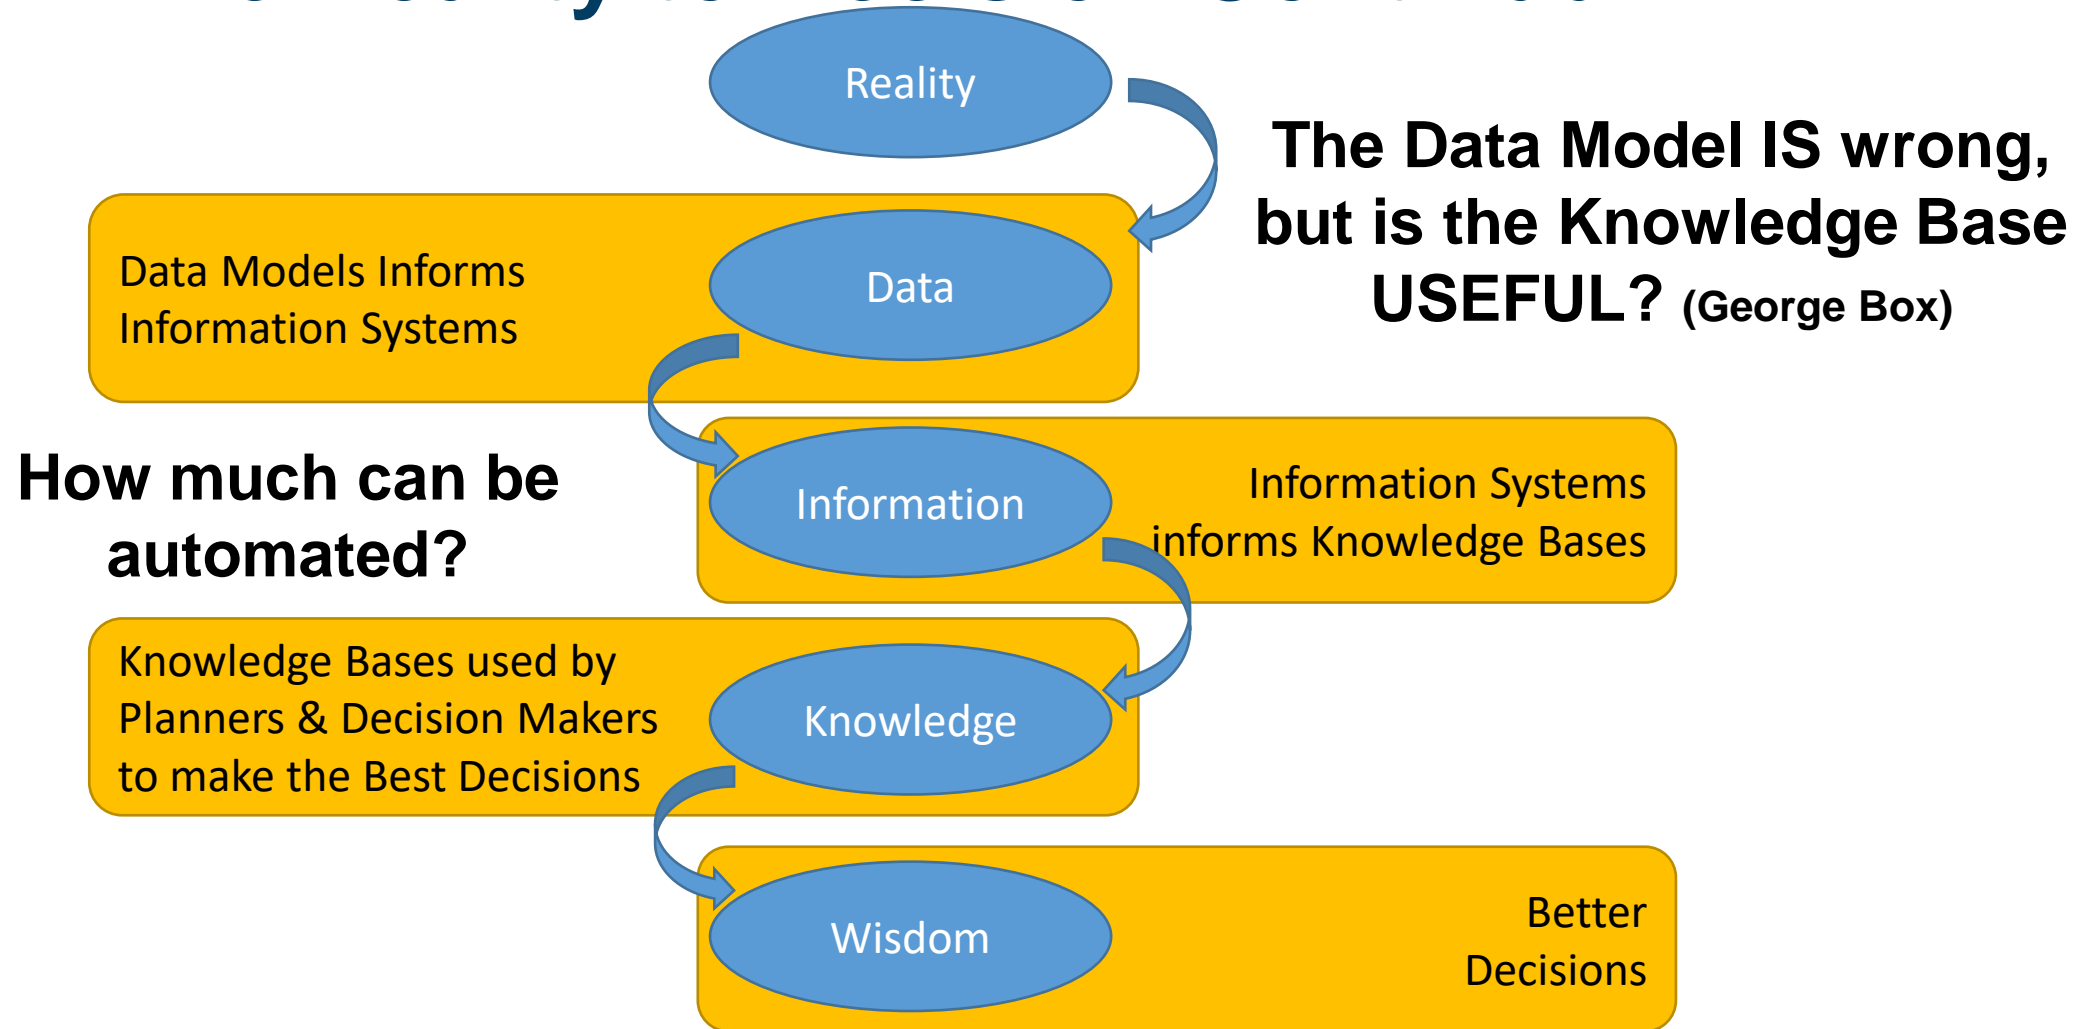 Reality
The Data Model IS wrong,
but is the Knowledge Base
USEFUL? (George Box)
Data Models Informs
Information Systems
Data
How much can be
automated?
Information
Information Systems
informs Knowledge Bases
Knowledge Bases used by
Planners & Decision Makers
to make the Best Decisions
Knowledge
Wisdom
Better
Decisions